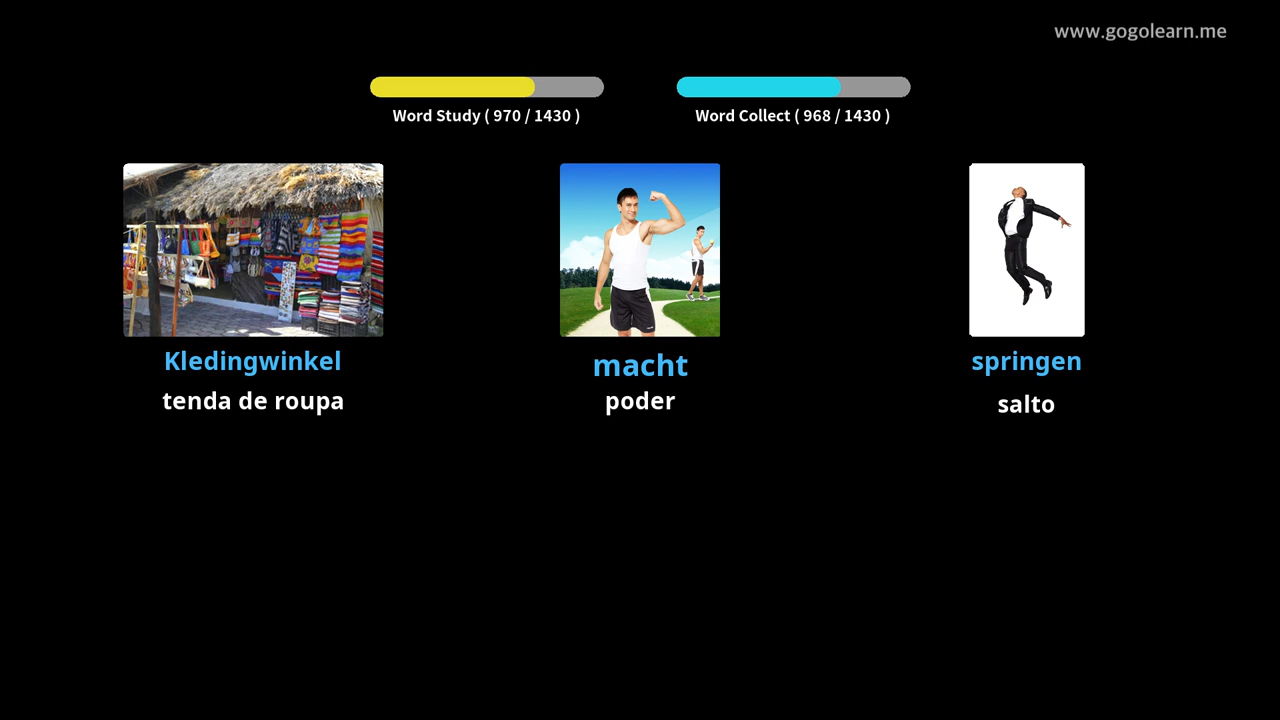 www.gogolearn.me
Word Study ( 970 / 1430 )
Word Collect ( 968 / 1430 )
Kledingwinkel
macht
springen
tenda de roupa
poder
salto